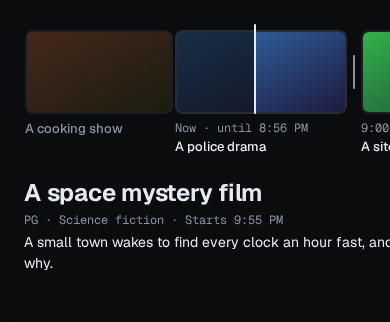 A cooking show
Now · until 8:56 PM
A police drama
9:00
A space mystery film
PG · Science fiction · Starts 9:55 PM
A small town wakes to find every clock an hour fast, and
why.